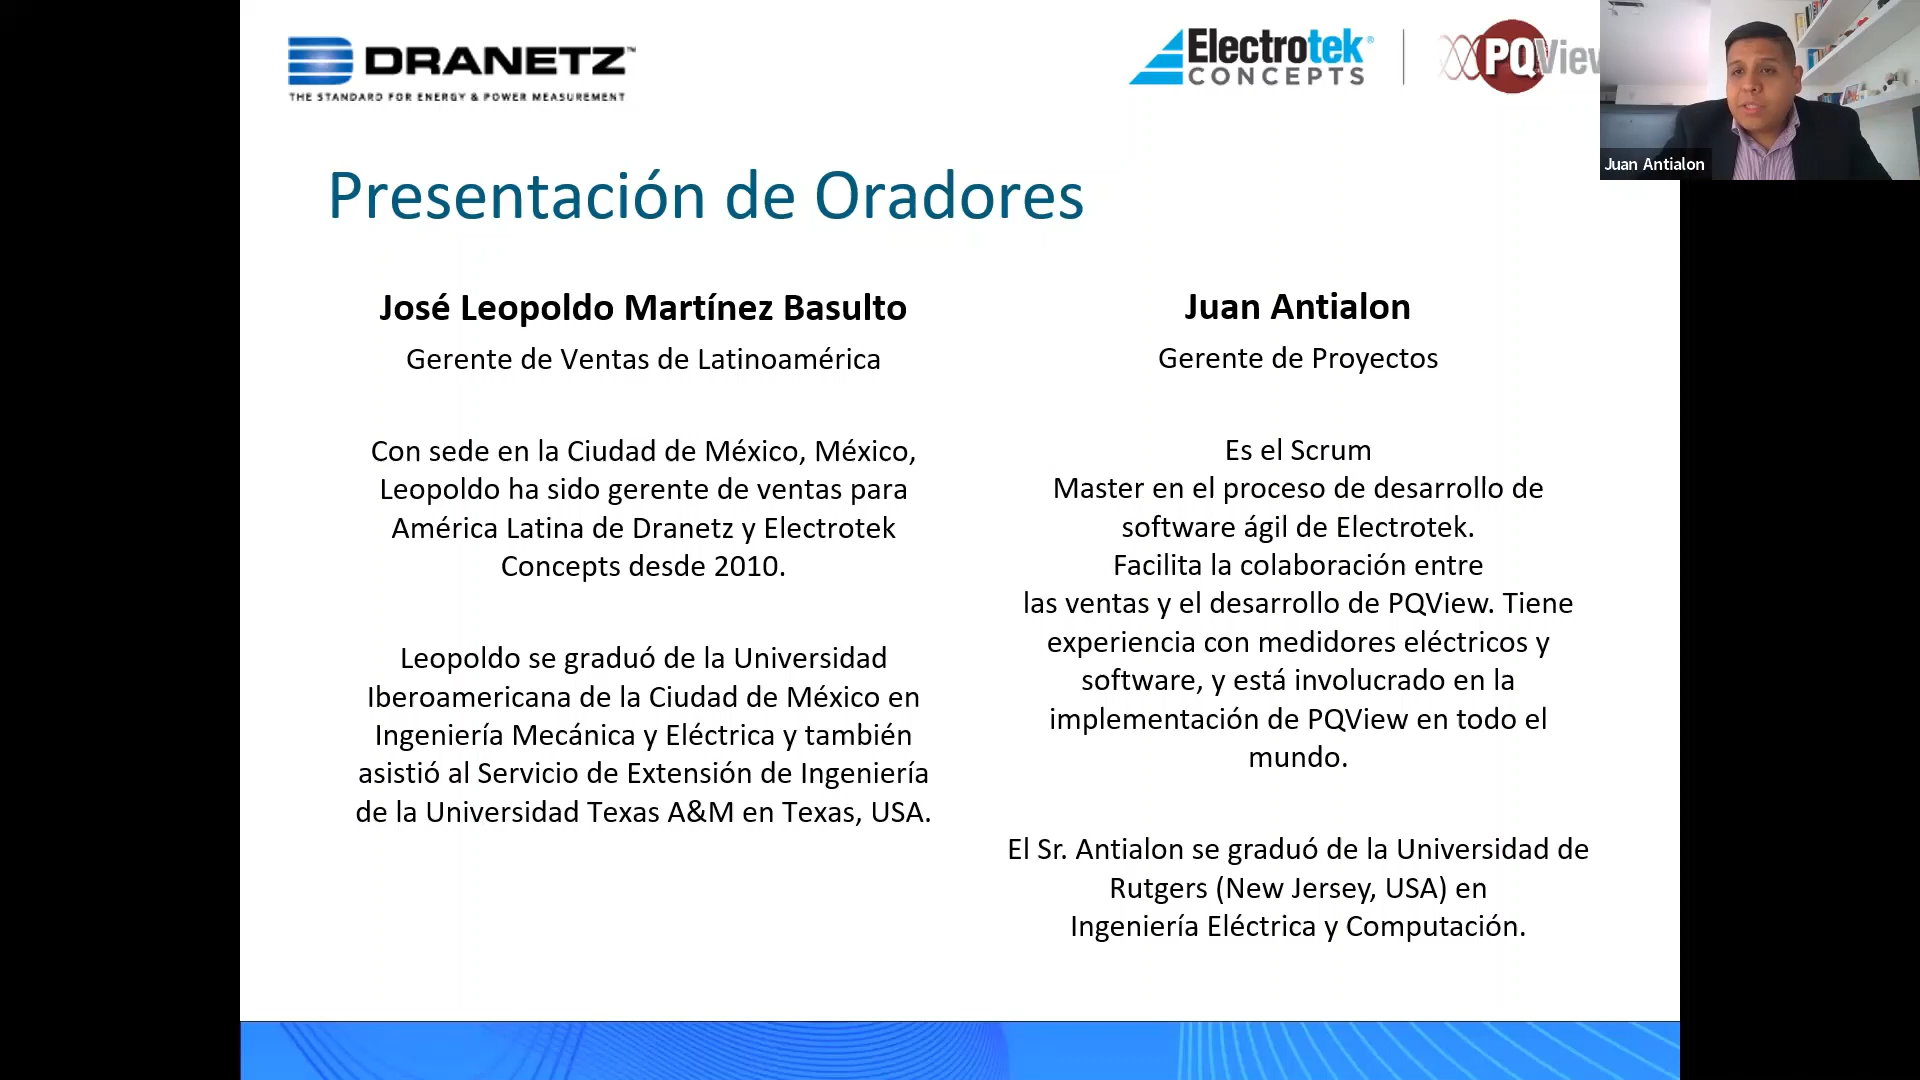 DRANETZ™
THE STANDARD FOR ENERGY & POWER MEASUREMENT
Electrotek®
CONCEPTS
PQView
Juan Antialon
Presentación de Oradores
José Leopoldo Martínez Basulto
Gerente de Ventas de Latinoamérica
Con sede en la Ciudad de México, México,
Leopoldo ha sido gerente de ventas para
América Latina de Dranetz y Electrotek
Concepts desde 2010.
Leopoldo se graduó de la Universidad
Iberoamericana de la Ciudad de México en
Ingeniería Mecánica y Eléctrica y también
asistió al Servicio de Extensión de Ingeniería
de la Universidad Texas A&M en Texas, USA.
Juan Antialon
Gerente de Proyectos
Es el Scrum
Master en el proceso de desarrollo de
software ágil de Electrotek.
Facilita la colaboración entre
las ventas y el desarrollo de PQView. Tiene
experiencia con medidores eléctricos y
software, y está involucrado en la
implementación de PQView en todo el
mundo.
El Sr. Antialon se graduó de la Universidad de
Rutgers (New Jersey, USA) en
Ingeniería Eléctrica y Computación.